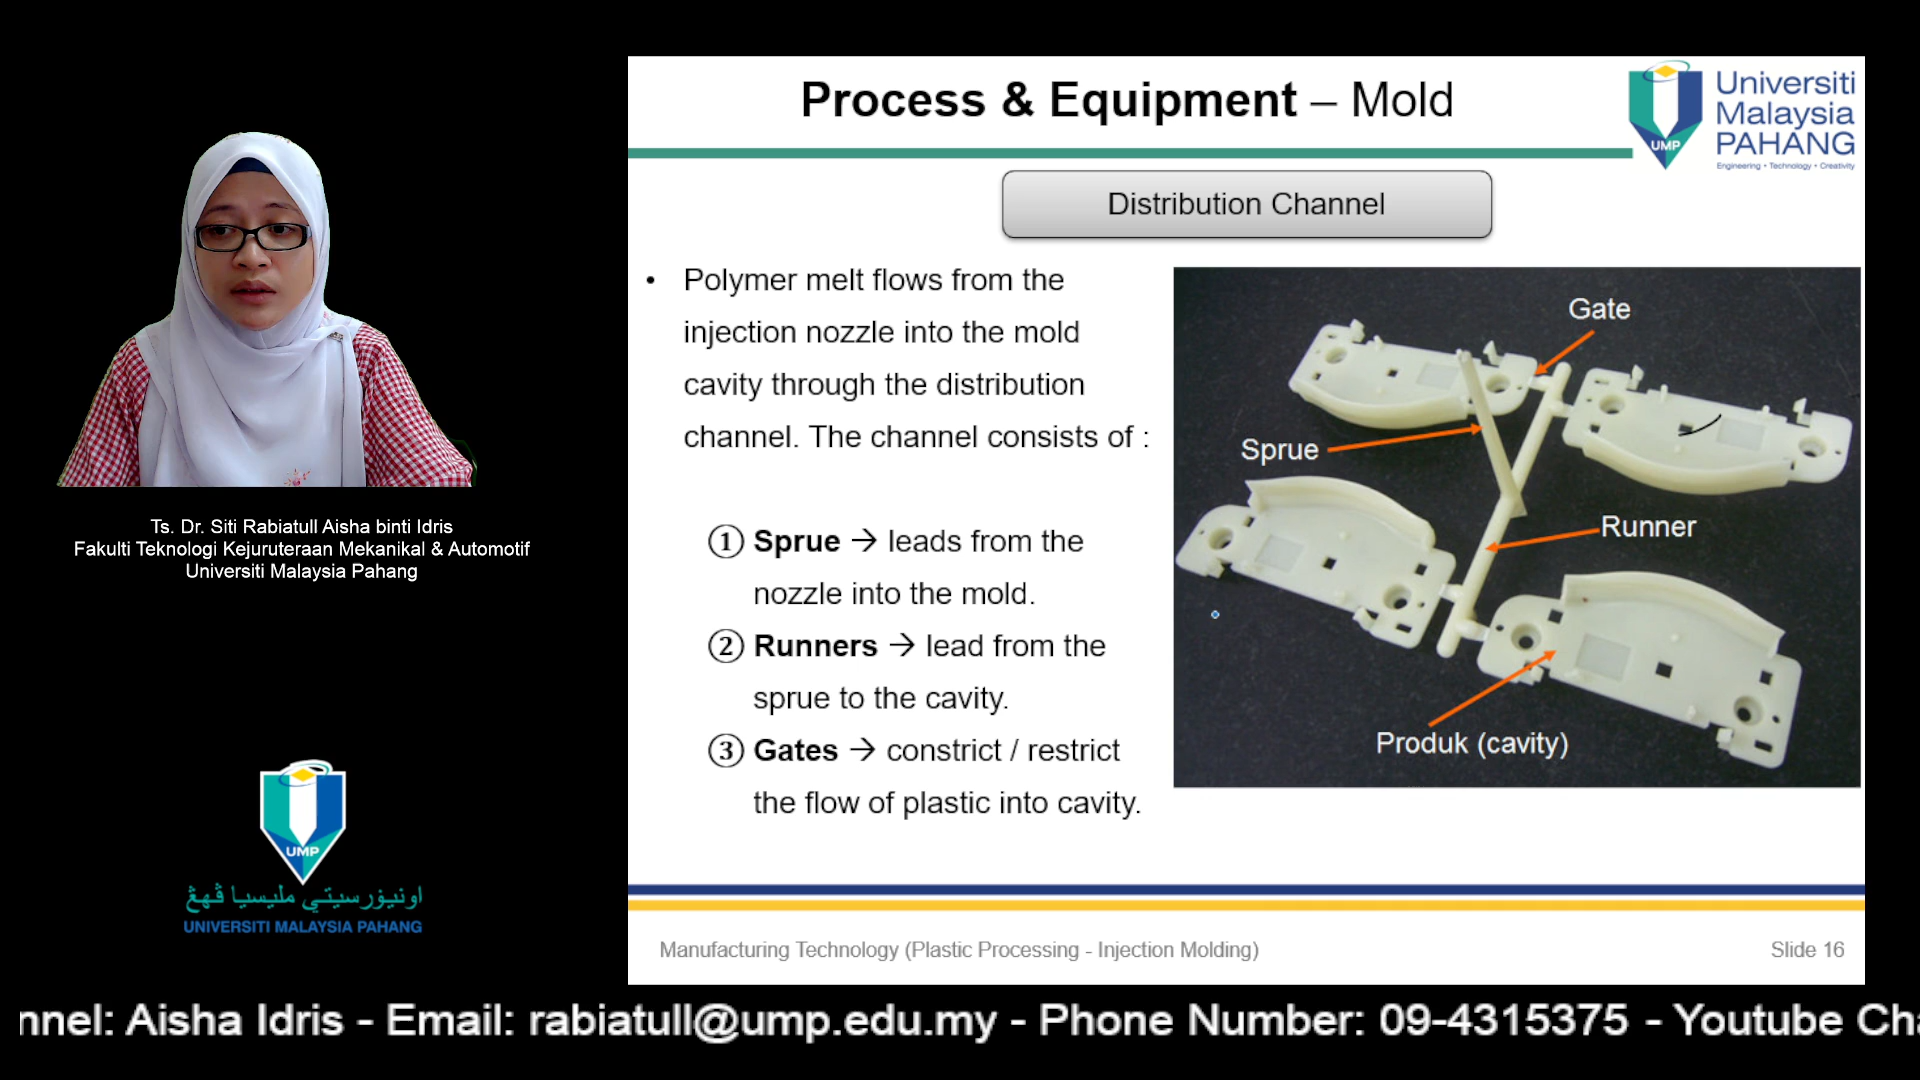 Process & Equipment – Mold
Universiti
Malaysia
PAHANG
Engineering • Technology • Creativity
UMP
Distribution Channel
• Polymer melt flows from the
injection nozzle into the mold
cavity through the distribution
channel. The channel consists of :
① Sprue → leads from the
nozzle into the mold.
② Runners → lead from the
sprue to the cavity.
③ Gates → constrict / restrict
the flow of plastic into cavity.
Gate
Sprue
Runner
Produk (cavity)
Ts. Dr. Siti Rabiatull Aisha binti Idris
Fakulti Teknologi Kejuruteraan Mekanikal & Automotif
Universiti Malaysia Pahang
UMP
اونيۏرسيتي مليسيا ڤهڠ
UNIVERSITI MALAYSIA PAHANG
Manufacturing Technology (Plastic Processing - Injection Molding)
Slide 16
nnel: Aisha Idris - Email: rabiatull@ump.edu.my - Phone Number: 09-4315375 - Youtube Cha